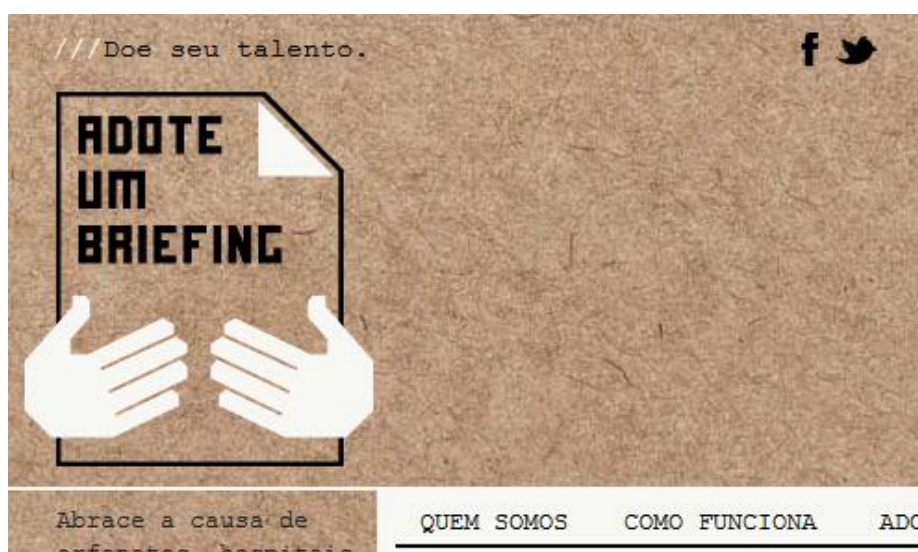 ///Doe seu talento.
ADOTE
UM
BRIEFING
Abrace a causa de
QUEM SOMOS COMO FUNCIONA